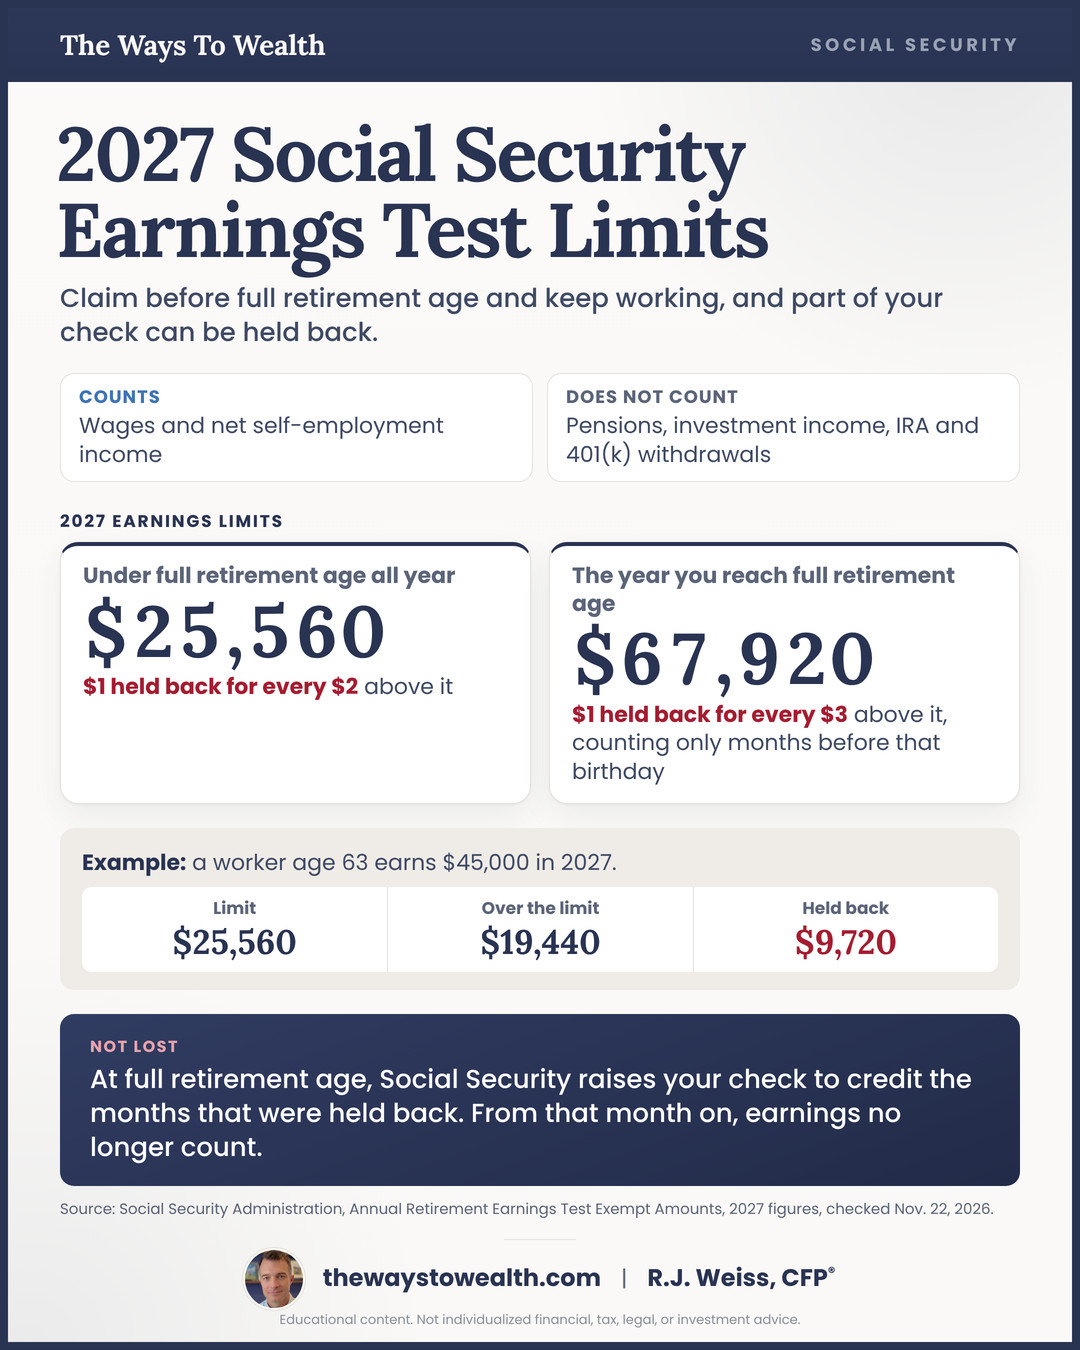 The Ways To Wealth
SOCIAL SECURITY
2027 Social Security
Earnings Test Limits
Claim before full retirement age and keep working, and part of your
check can be held back.
COUNTS
Wages and net self-employment
income
DOES NOT COUNT
Pensions, investment income, IRA and
401(k) withdrawals
2027 EARNINGS LIMITS
Under full retirement age all year
$25,560
$1 held back for every $2 above it
The year you reach full retirement
age
$67,920
$1 held back for every $3 above it,
counting only months before that
birthday
Example: a worker age 63 earns $45,000 in 2027.
Limit
$25,560
Over the limit
$19,440
Held back
$9,720
NOT LOST
At full retirement age, Social Security raises your check to credit the
months that were held back. From that month on, earnings no
longer count.
Source: Social Security Administration, Annual Retirement Earnings Test Exempt Amounts, 2027 figures, checked Nov. 22, 2026.
thewaystowealth.com | R.J. Weiss, CFP®
Educational content. Not individualized financial, tax, legal, or investment advice.